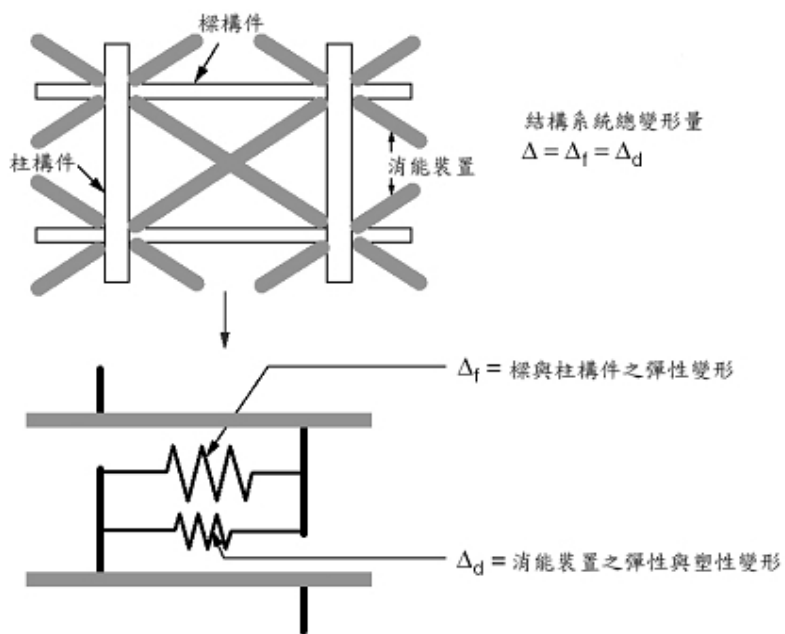 樑構件
結構系統總變形量
Δ = Δf = Δd
柱構件
消能裝置
Δf = 樑與柱構件之彈性變形
Δd = 消能裝置之彈性與塑性變形